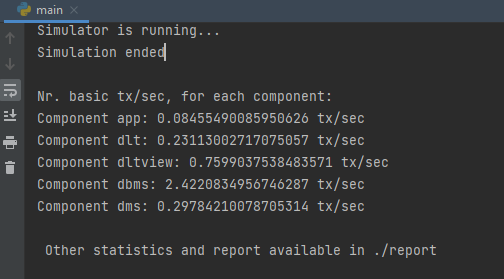 main
Simulator is running...
Simulation ended
Nr. basic tx/sec, for each component:
Component app: 0.08455490085950626 tx/sec
Component dlt: 0.23113002717075057 tx/sec
Component dltview: 0.7599037538483571 tx/sec
Component dbms: 2.4220834956746287 tx/sec
Component dms: 0.29784210078705314 tx/sec
Other statistics and report available in ./report